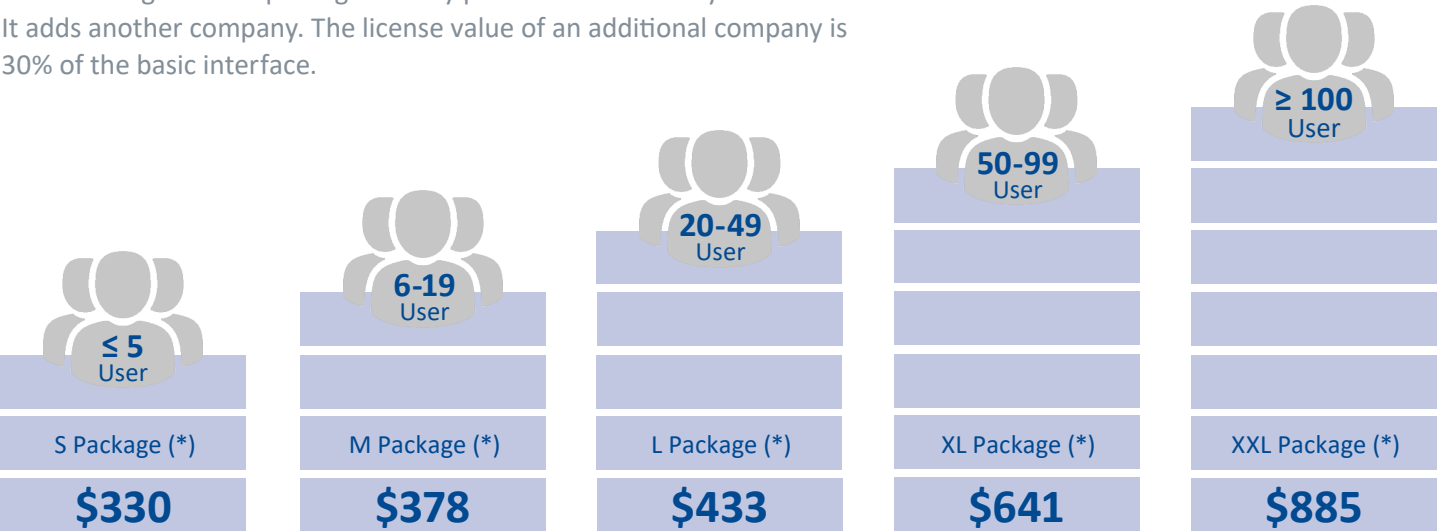 It adds another company. The license value of an additional company is
30% of the basic interface.
≥ 100
User
50-99
User
20-49
User
6-19
User
≤ 5
User
S Package (*)
M Package (*)
L Package (*)
XL Package (*)
XXL Package (*)
$330
$378
$433
$641
$885